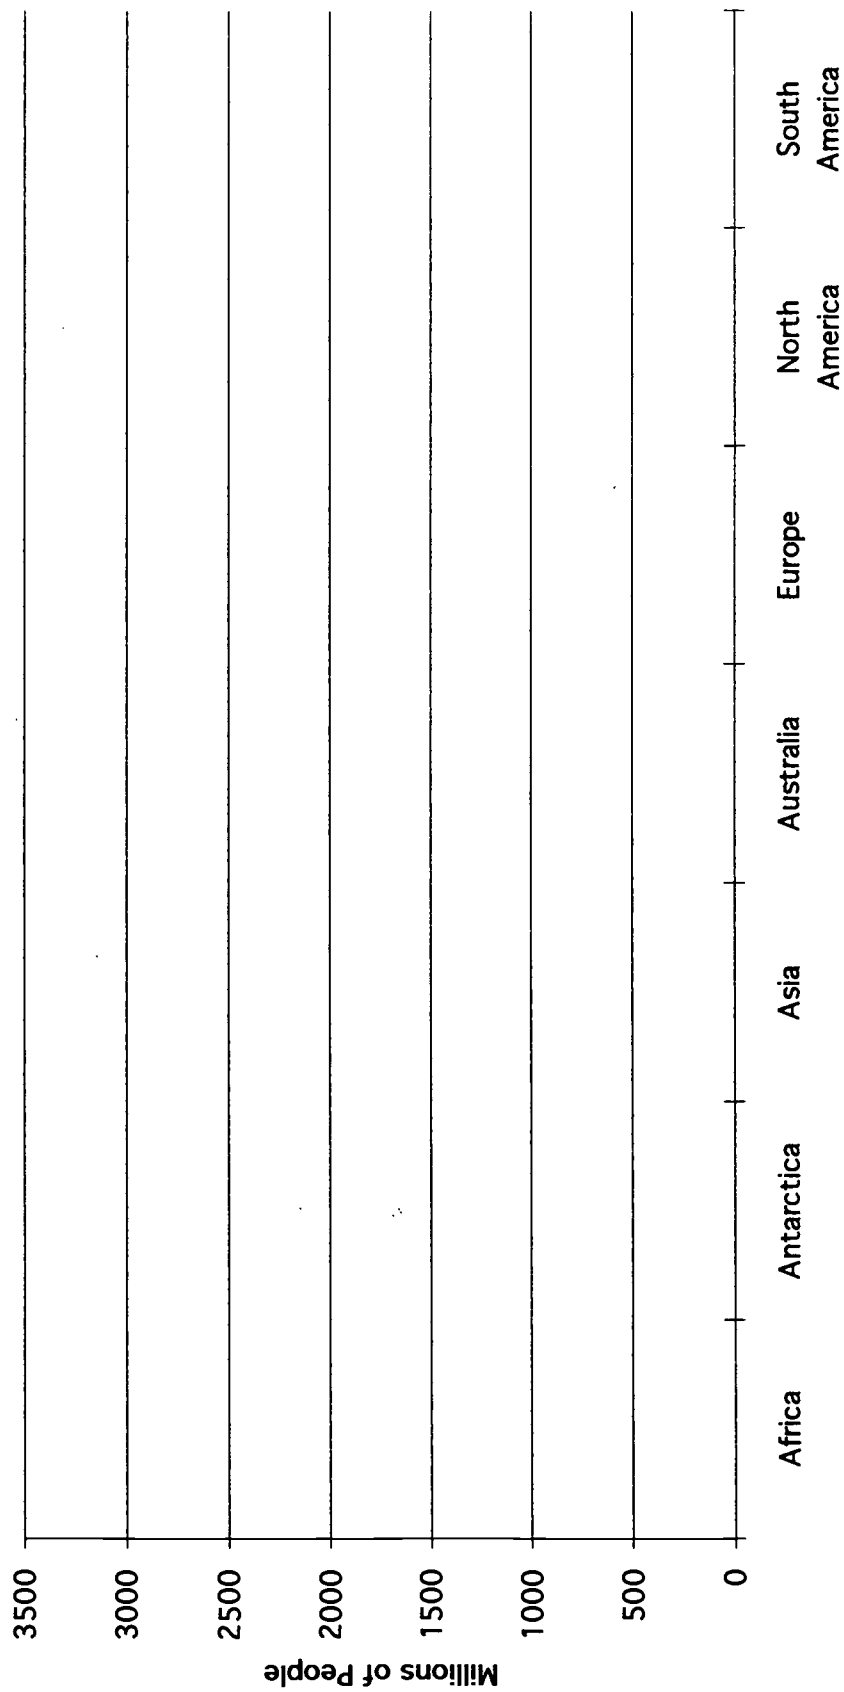 Millions of People
3500
3000
2500
2000
1500
1000
500
0
Africa
Antarctica
Asia
Australia
Europe
North
America
South
America